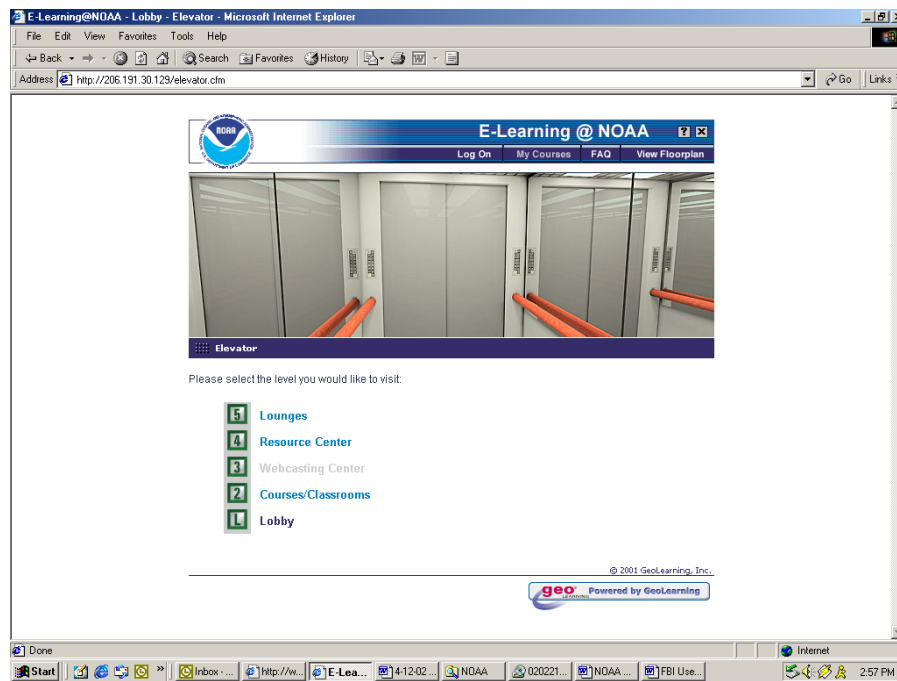 E-Learning@NOAA - Lobby - Elevator - Microsoft Internet Explorer
File Edit View Favorites Tools Help
Back Search Favorites History
Address http://206.191.30.129/elevator.cfm Go Links
NOAA
E-Learning @ NOAA
Log On My Courses FAQ View Floorplan
Elevator
Please select the level you would like to visit:
5 Lounges
4 Resource Center
3 Webcasting Center
2 Courses/Classrooms
L Lobby
© 2001 GeoLearning, Inc.
geo LEARNING Powered by GeoLearning
Done Internet
Start Inbox - ... http://w... E-Lea... 4-12-02 ... NOAA 020221... NOAA ... FBI Use... 2:57 PM